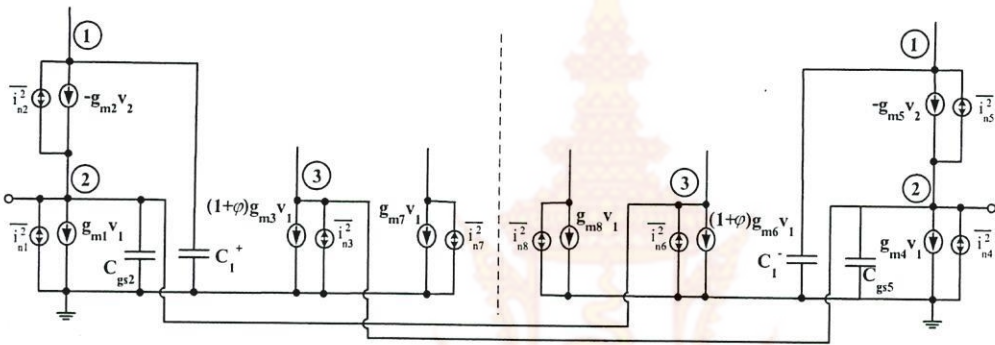 1
1
i_n2^2
-g_m2 v_2
-g_m5 v_2
i_n5^2
2
3
3
2
i_n1^2
g_m1 v_1
C_gs2
C_1^+
(1+φ)g_m3 v_1
i_n3^2
g_m7 v_1
i_n7^2
i_n8^2
g_m8 v_1
i_n6^2
(1+φ)g_m6 v_1
C_1^-
C_gs5
g_m4 v_1
i_n4^2